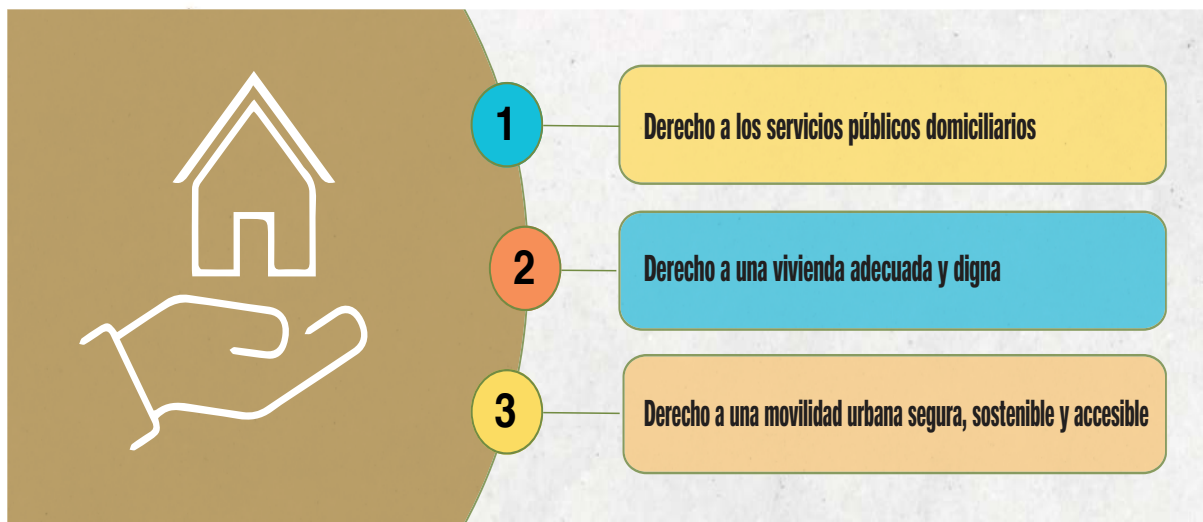 1
Derecho a los servicios públicos domiciliarios
2
Derecho a una vivienda adecuada y digna
3
Derecho a una movilidad urbana segura, sostenible y accesible